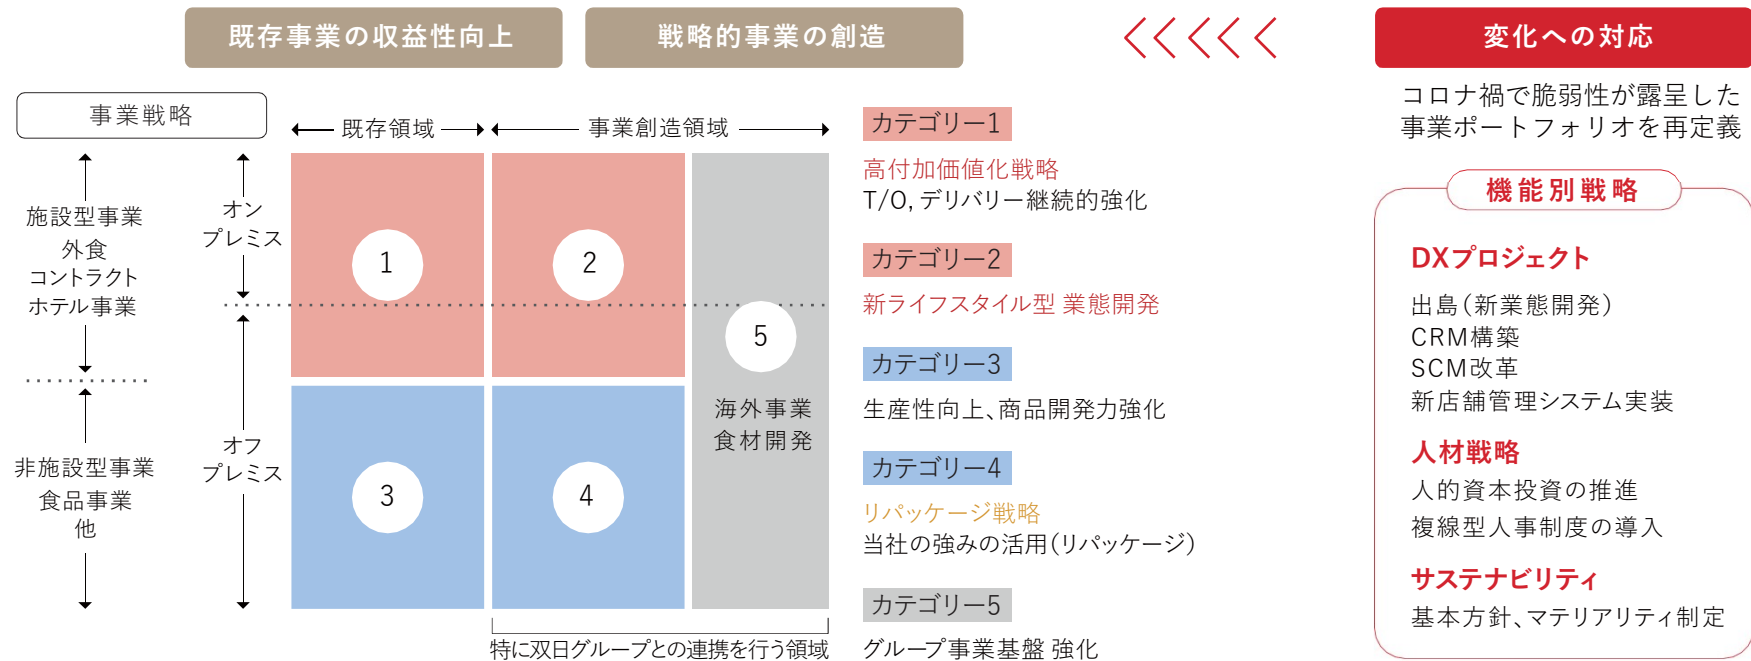 既存事業の収益性向上
戦略的事業の創造
変化への対応
コロナ禍で脆弱性が露呈した
事業ポートフォリオを再定義
事業戦略
既存領域
事業創造領域
施設型事業
外食
コントラクト
ホテル事業
非施設型事業
食品事業
他
オン
プレミス
オフ
プレミス
1
2
3
4
5
海外事業
食材開発
特に双日グループとの連携を行う領域
カテゴリー1
高付加価値化戦略
T/O, デリバリー継続的強化
カテゴリー2
新ライフスタイル型 業態開発
カテゴリー3
生産性向上、商品開発力強化
カテゴリー4
リパッケージ戦略
当社の強みの活用(リパッケージ)
カテゴリー5
グループ事業基盤 強化
機能別戦略
DXプロジェクト
出島(新業態開発)
CRM構築
SCM改革
新店舗管理システム実装
人材戦略
人的資本投資の推進
複線型人事制度の導入
サステナビリティ
基本方針、マテリアリティ制定